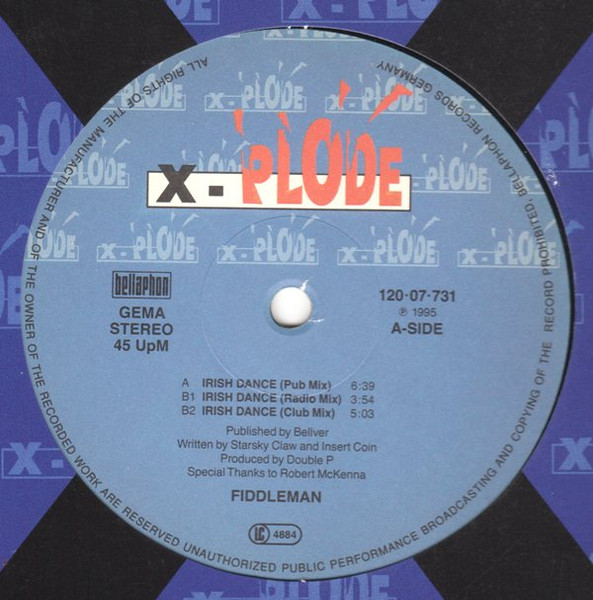 X-'PLODE
bellaphon
GEMA
STEREO
45 UpM
120·07·731
℗ 1995
A-SIDE
A IRISH DANCE (Pub Mix) 6:39
B1 IRISH DANCE (Radio Mix) 3:54
B2 IRISH DANCE (Club Mix) 5:03
Published by Bellver
Written by Starsky Claw and Insert Coin
Produced by Double P
Special Thanks to Robert McKenna
FIDDLEMAN
LC 4684
ALL RIGHTS OF THE MANUFACTURER AND OF THE OWNER OF THE RECORDED WORK ARE RESERVED UNAUTHORIZED PUBLIC PERFORMANCE BROADCASTING AND COPYING OF THE RECORD PROHIBITED, BELLAPHON RECORDS GERMANY